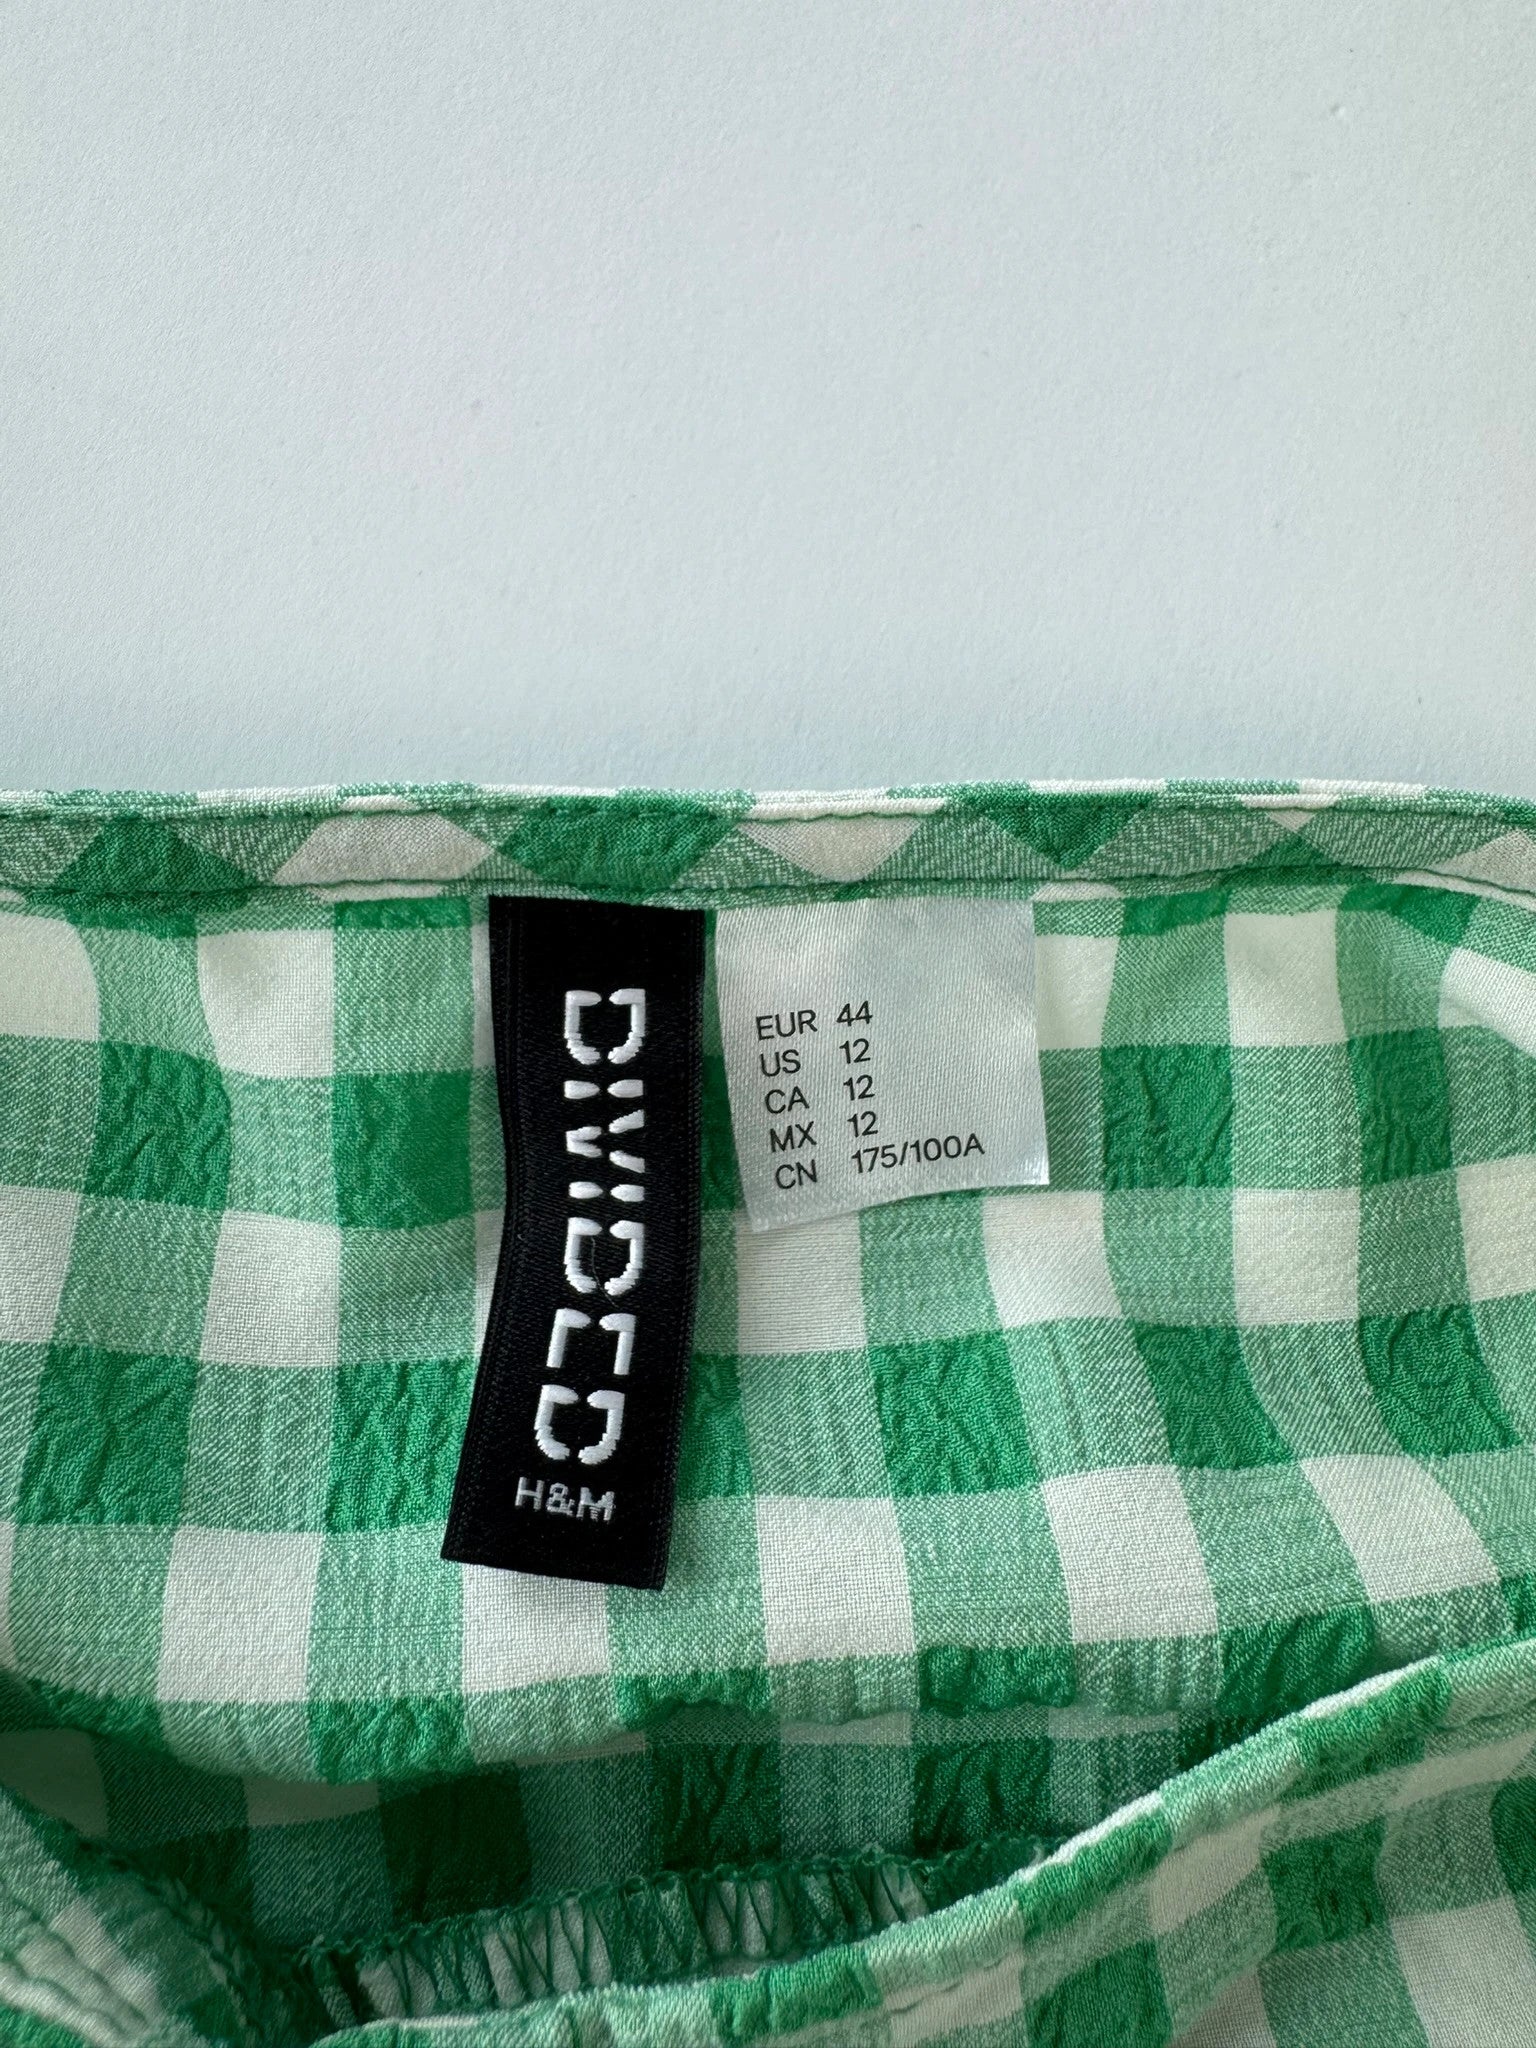 DIVIDED
H&M
EUR 44
US 12
CA 12
MX 12
CN 175/100A